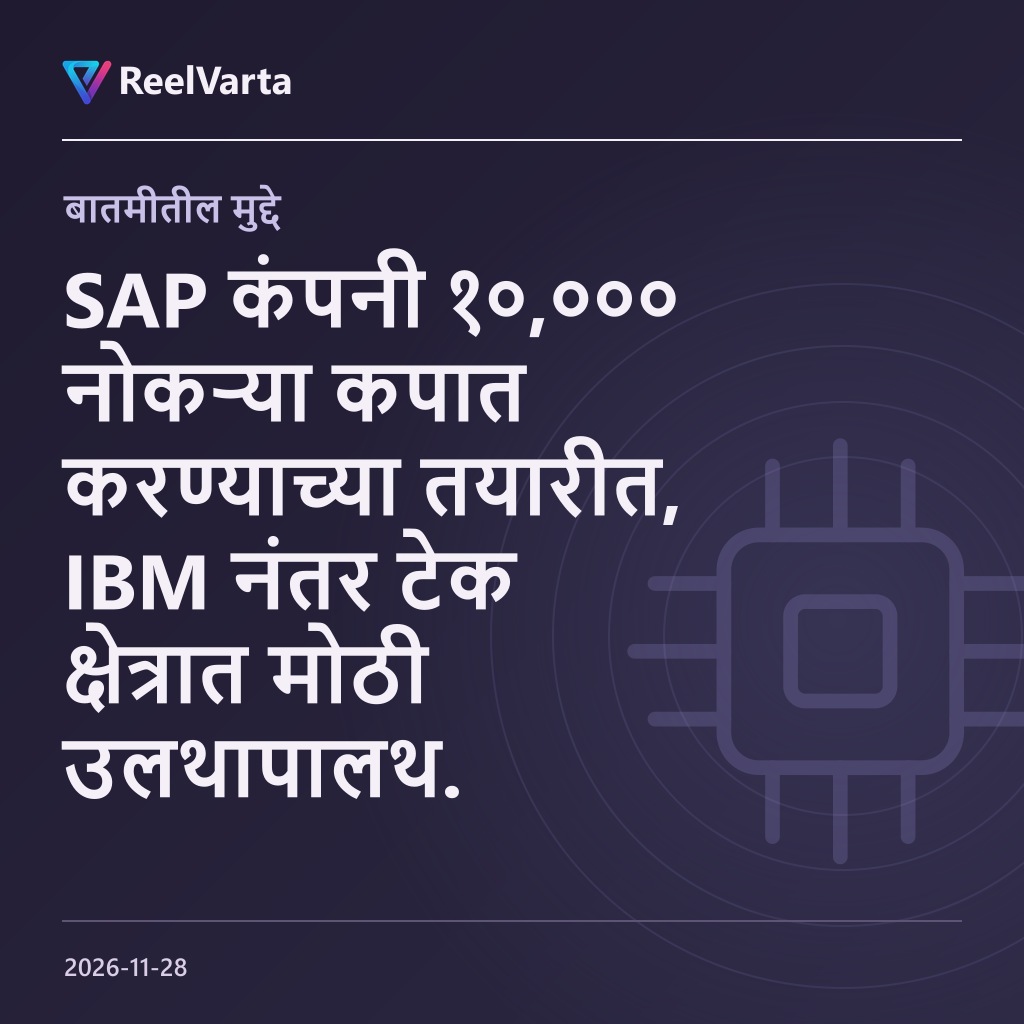 ReelVarta
बातमीतील मुद्दे
SAP कंपनी १०,०००
नोकऱ्या कपात
करण्याच्या तयारीत,
IBM नंतर टेक
क्षेत्रात मोठी
उलथापालथ.
2026-11-28